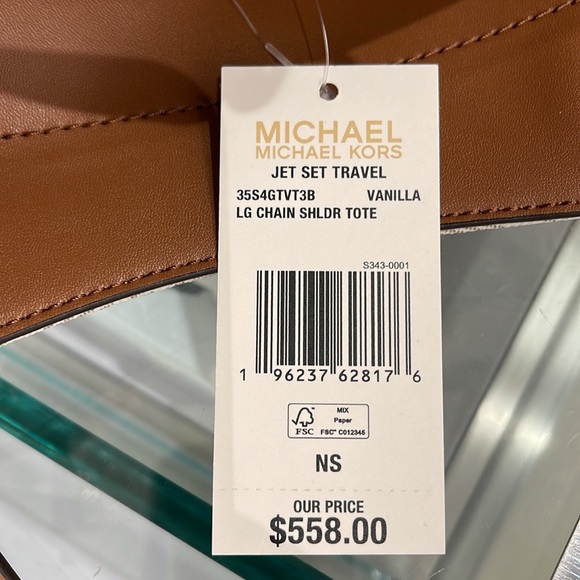 MICHAEL
MICHAEL KORS
JET SET TRAVEL
35S4GTVT3B VANILLA
LG CHAIN SHLDR TOTE
S343-0001
1 96237 62817 6
FSC
MIX
Paper
FSC™ C012345
NS
OUR PRICE
$558.00